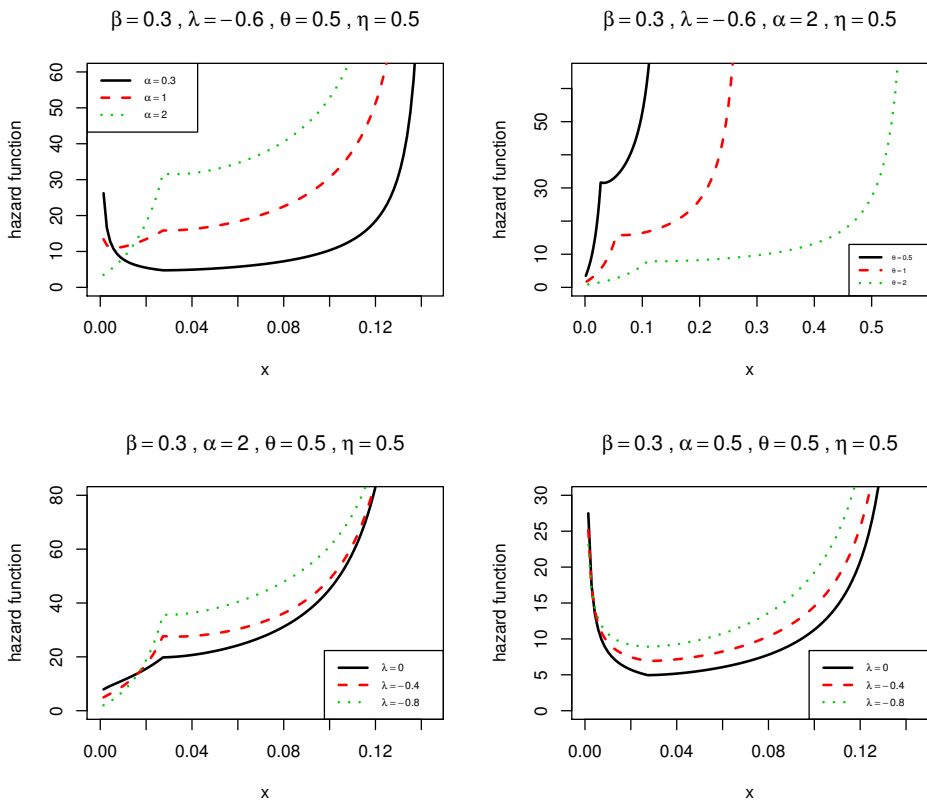 β = 0.3 , λ = −0.6 , θ = 0.5 , η = 0.5
hazard function
60
50
40
30
20
10
0
α = 0.3
α = 1
α = 2
0.00 0.04 0.08 0.12
x
β = 0.3 , λ = −0.6 , α = 2 , η = 0.5
hazard function
50
30
10
0
θ = 0.5
θ = 1
θ = 2
0.0 0.1 0.2 0.3 0.4 0.5
x
β = 0.3 , α = 2 , θ = 0.5 , η = 0.5
hazard function
80
60
40
20
0
λ = 0
λ = −0.4
λ = −0.8
0.00 0.04 0.08 0.12
x
β = 0.3 , α = 0.5 , θ = 0.5 , η = 0.5
hazard function
30
25
20
15
10
5
0
λ = 0
λ = −0.4
λ = −0.8
0.00 0.04 0.08 0.12
x